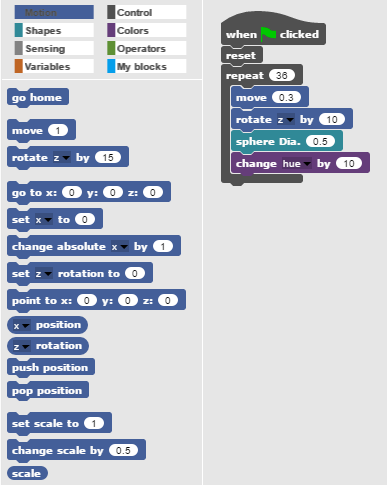 Motion
Control
Shapes
Colors
Sensing
Operators
Variables
My blocks
go home
move 1
rotate z by 15
go to x: 0 y: 0 z: 0
set x to 0
change absolute x by 1
set z rotation to 0
point to x: 0 y: 0 z: 0
x position
z rotation
push position
pop position
set scale to 1
change scale by 0.5
scale
when clicked
reset
repeat 36
move 0.3
rotate z by 10
sphere Dia. 0.5
change hue by 10